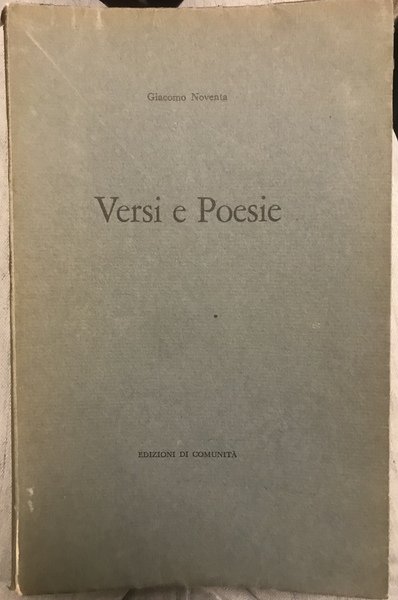 Giacomo Noventa
Versi e Poesie
EDIZIONI DI COMUNITÀ